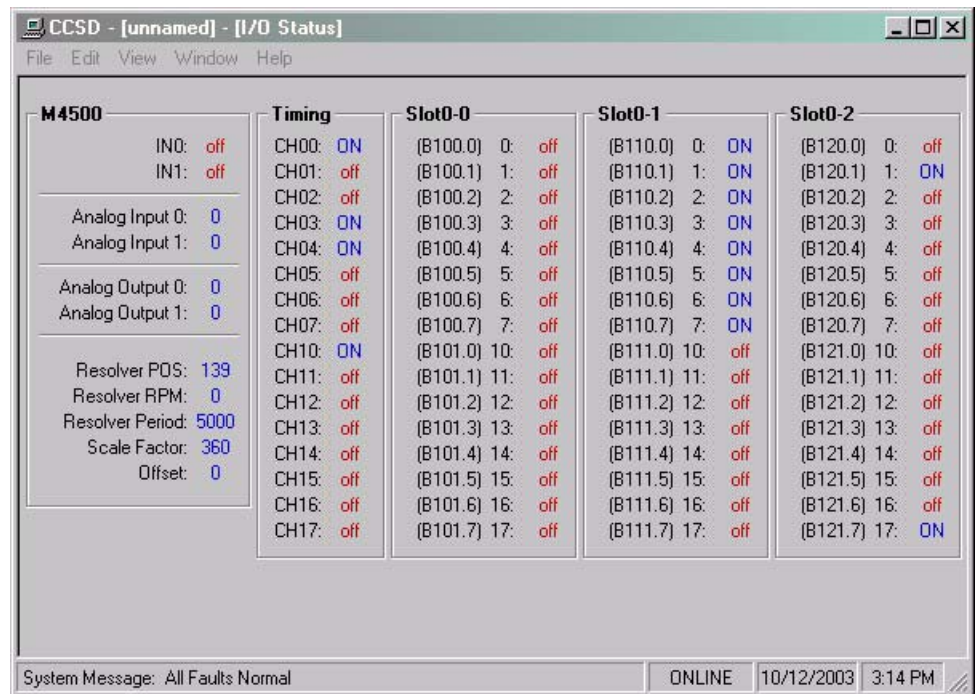 CCSD - [unnamed] - [I/O Status]
File Edit View Window Help
M4500
IN0: off
IN1: off
Analog Input 0: 0
Analog Input 1: 0
Analog Output 0: 0
Analog Output 1: 0
Resolver POS: 139
Resolver RPM: 0
Resolver Period: 5000
Scale Factor: 360
Offset: 0
Timing
CH00: ON
CH01: off
CH02: off
CH03: ON
CH04: ON
CH05: off
CH06: off
CH07: off
CH10: ON
CH11: off
CH12: off
CH13: off
CH14: off
CH15: off
CH16: off
CH17: off
Slot0-0
(B100.0) 0: off
(B100.1) 1: off
(B100.2) 2: off
(B100.3) 3: off
(B100.4) 4: off
(B100.5) 5: off
(B100.6) 6: off
(B100.7) 7: off
(B101.0) 10: off
(B101.1) 11: off
(B101.2) 12: off
(B101.3) 13: off
(B101.4) 14: off
(B101.5) 15: off
(B101.6) 16: off
(B101.7) 17: off
Slot0-1
(B110.0) 0: ON
(B110.1) 1: ON
(B110.2) 2: ON
(B110.3) 3: ON
(B110.4) 4: ON
(B110.5) 5: ON
(B110.6) 6: ON
(B110.7) 7: ON
(B111.0) 10: off
(B111.1) 11: off
(B111.2) 12: off
(B111.3) 13: off
(B111.4) 14: off
(B111.5) 15: off
(B111.6) 16: off
(B111.7) 17: off
Slot0-2
(B120.0) 0: off
(B120.1) 1: ON
(B120.2) 2: off
(B120.3) 3: off
(B120.4) 4: off
(B120.5) 5: off
(B120.6) 6: off
(B120.7) 7: off
(B121.0) 10: off
(B121.1) 11: off
(B121.2) 12: off
(B121.3) 13: off
(B121.4) 14: off
(B121.5) 15: off
(B121.6) 16: off
(B121.7) 17: ON
System Message: All Faults Normal
ONLINE
10/12/2003
3:14 PM